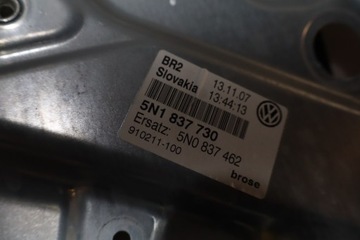 BR2 13.11.07
Slovakia 13:44:13
5N1 837 730
Ersatz: 5N0 837 462
910211-100
brose